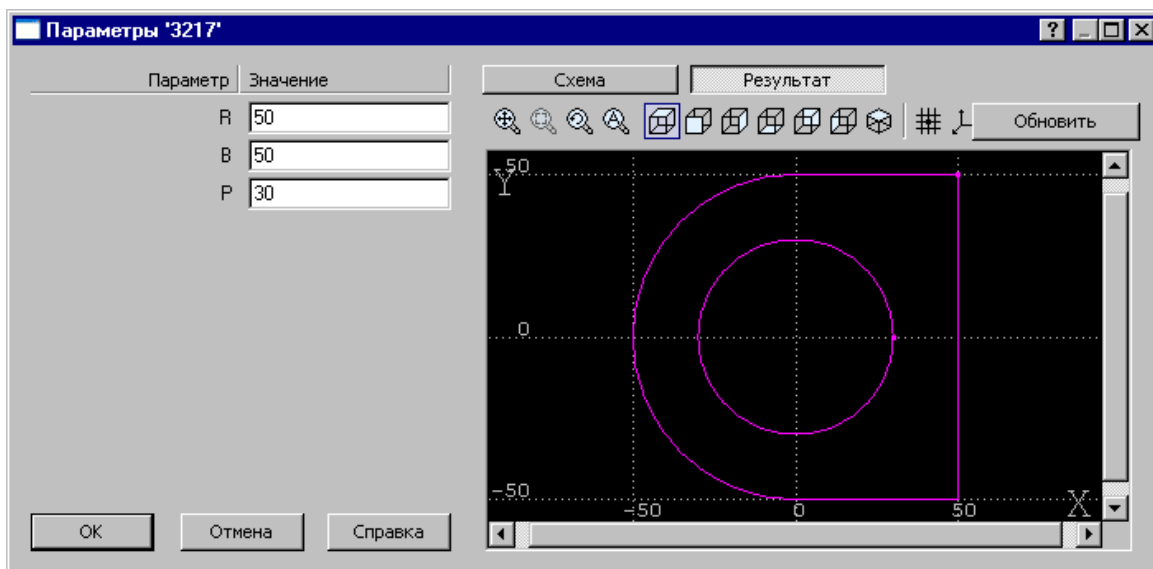 Параметры '3217'
Параметр Значение
R 50
B 50
P 30
Схема Результат
Обновить
50
Y
0
-50
-50 0 50 X
OK Отмена Справка